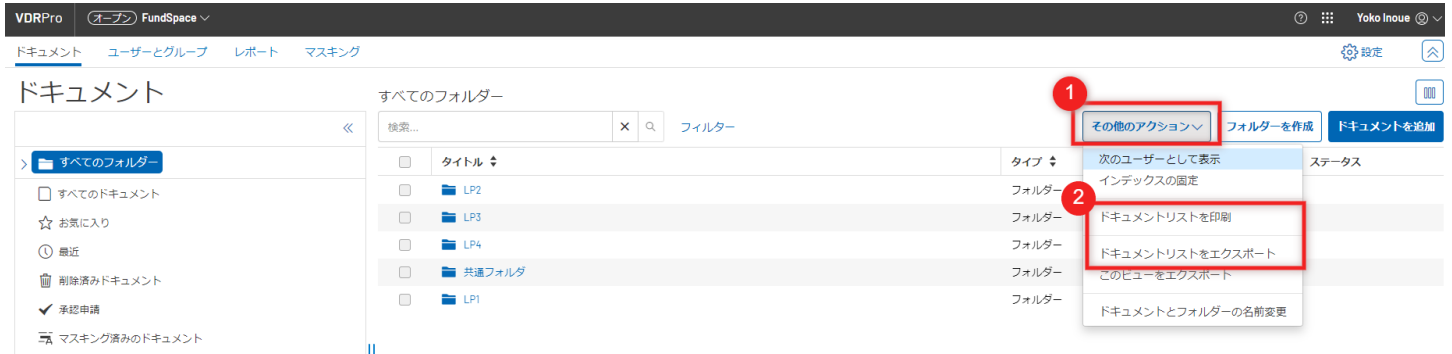 VDRPro (オープン) FundSpace Yoko Inoue
ドキュメント ユーザーとグループ レポート マスキング 設定
ドキュメント
すべてのフォルダー
1
検索... フィルター その他のアクション フォルダーを作成 ドキュメントを追加
すべてのフォルダー
タイトル タイプ ステータス
次のユーザーとして表示
インデックスの固定
すべてのドキュメント
LP2 フォルダー
2
お気に入り
LP3 フォルダー
ドキュメントリストを印刷
最近
LP4 フォルダー
ドキュメントリストをエクスポート
削除済みドキュメント
共通フォルダ フォルダー
このビューをエクスポート
承認申請
LP1 フォルダー
ドキュメントとフォルダーの名前変更
マスキング済みのドキュメント